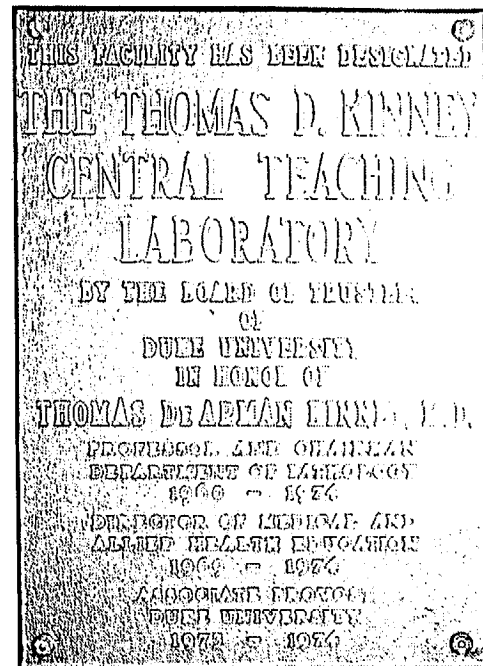 THIS FACILITY HAS BEEN DESIGNATED
THE THOMAS D. KINNEY
CENTRAL TEACHING
LABORATORY
BY THE BOARD OF TRUSTEES
OF
DUKE UNIVERSITY
IN HONOR OF
THOMAS DE ARMAN KINNEY, M.D.
PROFESSOR AND CHAIRMAN
DEPARTMENT OF PATHOLOGY
1960 - 1974
DIRECTOR OF MEDICAL AND
ALLIED HEALTH EDUCATION
1969 - 1974
ASSOCIATE PROVOST
DUKE UNIVERSITY
- 1974